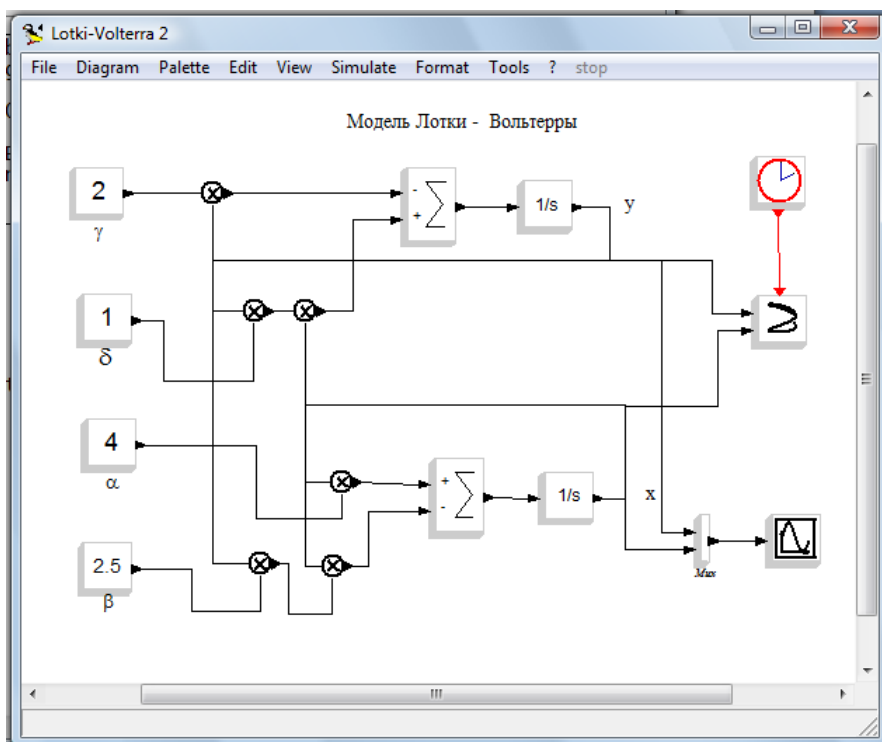 Lotki-Volterra 2
File Diagram Palette Edit View Simulate Format Tools ? stop
Модель Лотки - Вольтерры
2
γ
- +
1/s
y
1
δ
4
α
+ -
1/s
x
2.5
β
Mux